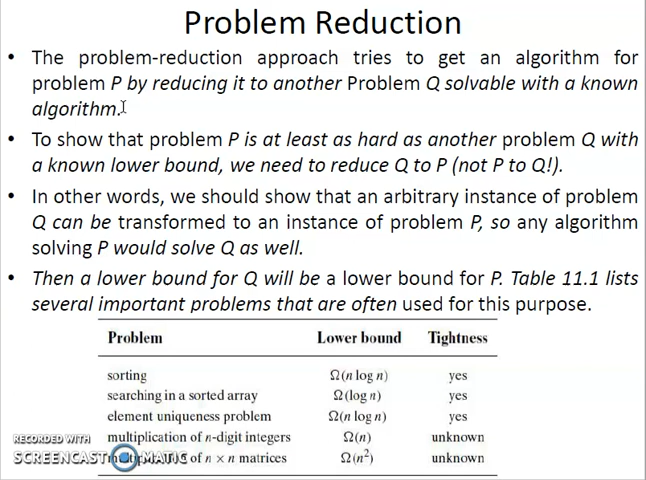 Problem Reduction
• The problem-reduction approach tries to get an algorithm for
problem P by reducing it to another Problem Q solvable with a known
algorithm.
• To show that problem P is at least as hard as another problem Q with
a known lower bound, we need to reduce Q to P (not P to Q!).
• In other words, we should show that an arbitrary instance of problem
Q can be transformed to an instance of problem P, so any algorithm
solving P would solve Q as well.
• Then a lower bound for Q will be a lower bound for P. Table 11.1 lists
several important problems that are often used for this purpose.
Problem Lower bound Tightness
sorting Ω(n log n) yes
searching in a sorted array Ω(log n) yes
element uniqueness problem Ω(n log n) yes
multiplication of n-digit integers Ω(n) unknown
multiplication of n × n matrices Ω(n²) unknown
RECORDED WITH
SCREENCAST MATIC